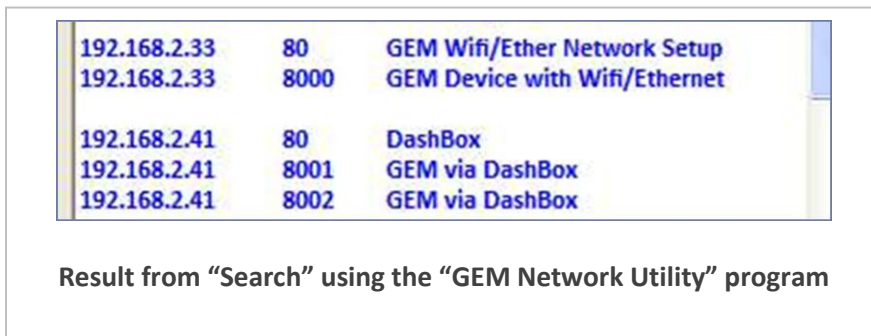 192.168.2.33 80 GEM Wifi/Ether Network Setup
192.168.2.33 8000 GEM Device with Wifi/Ethernet
192.168.2.41 80 DashBox
192.168.2.41 8001 GEM via DashBox
192.168.2.41 8002 GEM via DashBox
Result from “Search” using the “GEM Network Utility” program